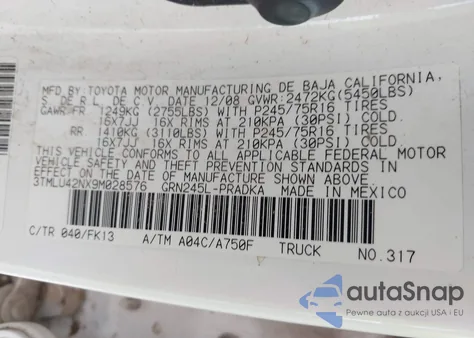 MFD. BY TOYOTA MOTOR MANUFACTURING DE BAJA CALIFORNIA,
S. DE R.L. DE C.V. DATE 12/08 GVWR:2472KG(5450LBS)
GAWR:FR 1249KG (2755LBS) WITH P245/75R16 TIRES
16X7JJ 16X RIMS AT 210KPA (30PSI) COLD
RR 1410KG (3110LBS) WITH P245/75R16 TIRES
16X7JJ 16X RIMS AT 210KPA (30PSI) COLD
THIS VEHICLE CONFORMS TO ALL APPLICABLE FEDERAL MOTOR
VEHICLE SAFETY AND THEFT PREVENTION STANDARDS IN
EFFECT ON THE DATE OF MANUFACTURE SHOWN ABOVE.
3TMLU42NX9M028576 GRN245L-PRADKA MADE IN MEXICO
C/TR 040/FK13 A/TM A04C/A750F TRUCK NO.317
autoSnap
Pewne auta z USA i EU